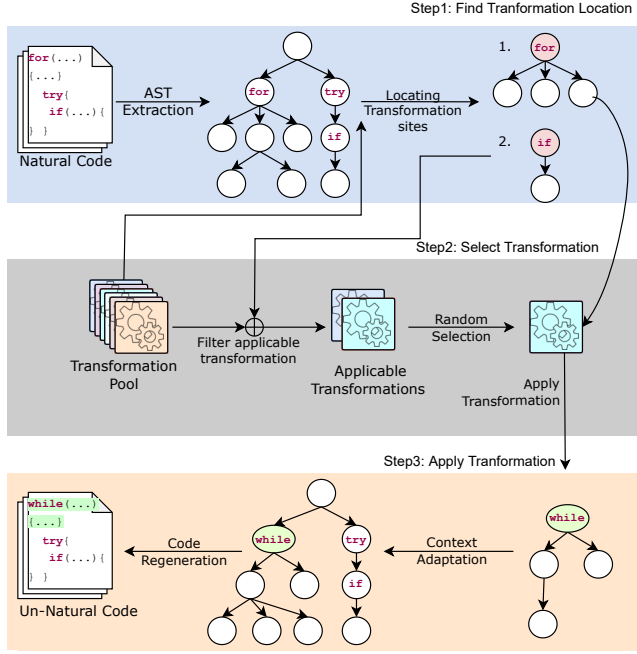 Step1: Find Tranformation Location
for(...)
{...}
try{
if(...){
} }
Natural Code
AST
Extraction
for
try
if
Locating
Transformation
sites
1.
for
2.
if
Step2: Select Transformation
Transformation
Pool
Filter applicable
transformation
Applicable
Transformations
Random
Selection
Apply
Transformation
Step3: Apply Tranformation
while(...)
{...}
try{
if(...){
} }
Un-Natural Code
Code
Regeneration
while
try
if
Context
Adaptation
while